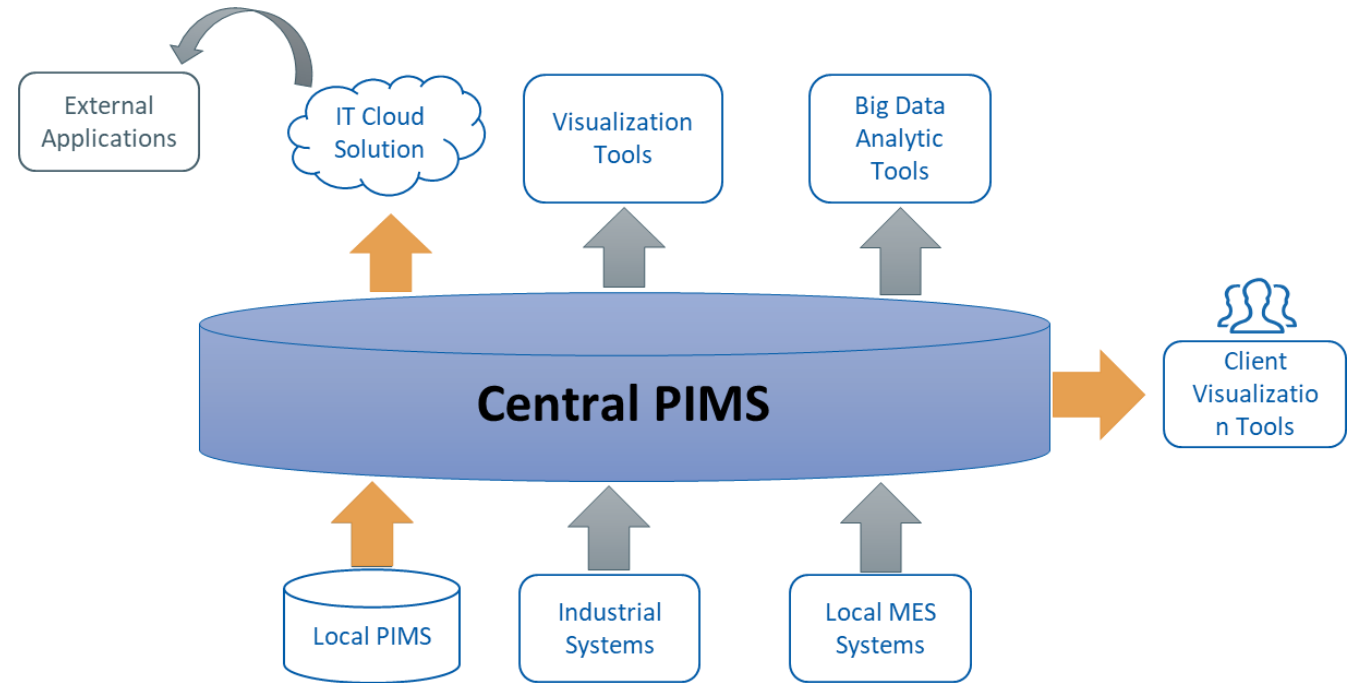 External
Applications
IT Cloud
Solution
Visualization
Tools
Big Data
Analytic
Tools
Central PIMS
Client
Visualizatio
n Tools
Local PIMS
Industrial
Systems
Local MES
Systems